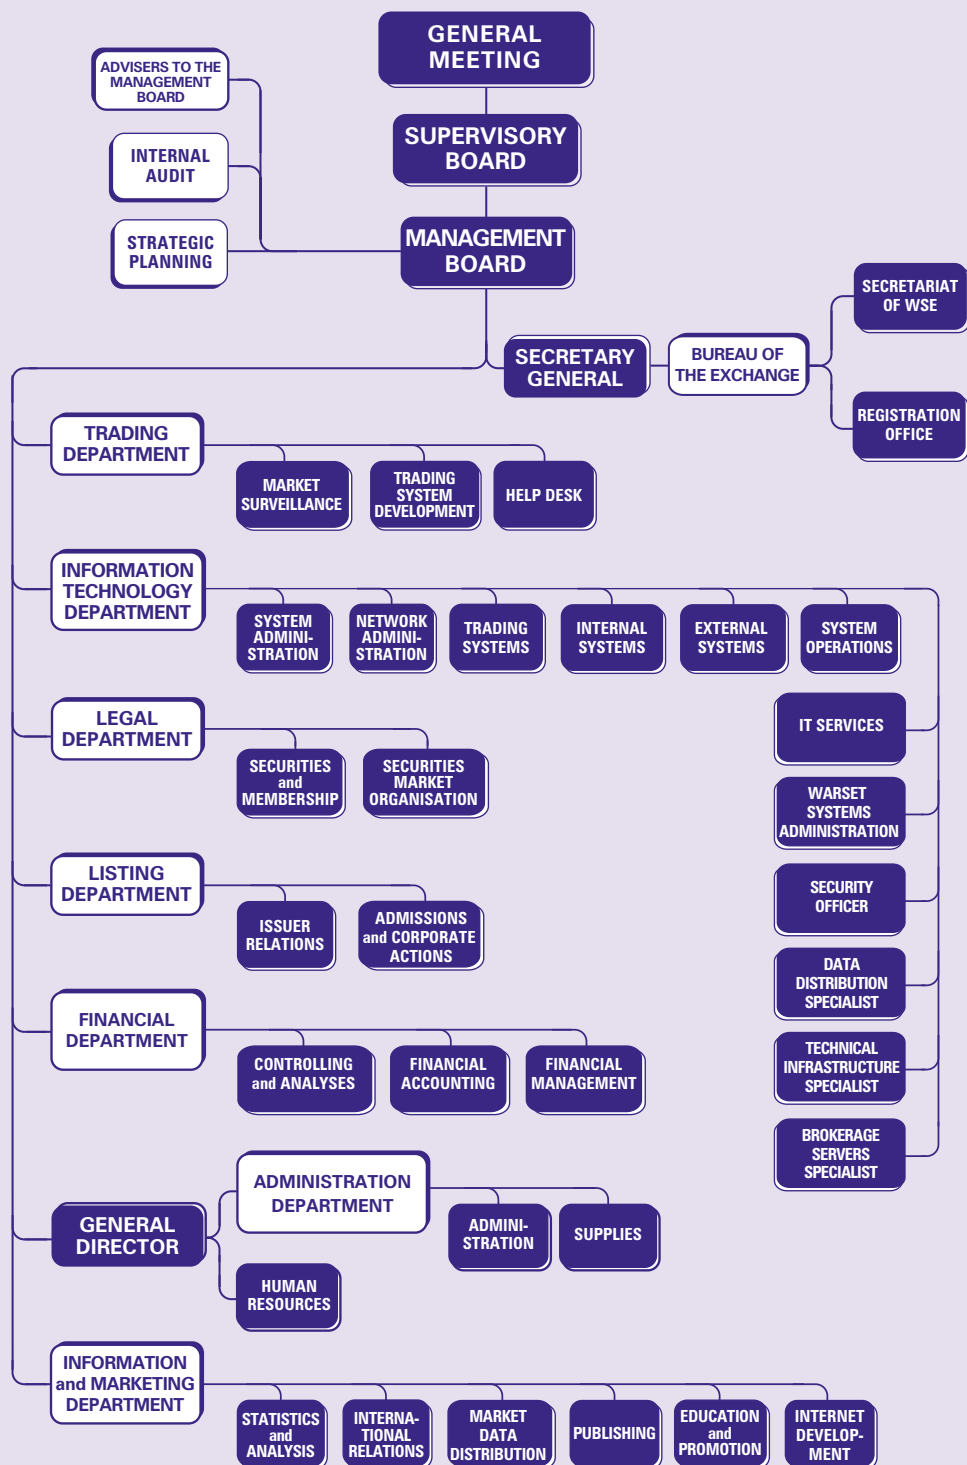 GENERAL
MEETING
ADVISERS TO THE
MANAGEMENT
BOARD
SUPERVISORY
BOARD
INTERNAL
AUDIT
MANAGEMENT
BOARD
STRATEGIC
PLANNING
SECRETARY
GENERAL
BUREAU OF
THE EXCHANGE
SECRETARIAT
OF WSE
REGISTRATION
OFFICE
TRADING
DEPARTMENT
MARKET
SURVEILLANCE
TRADING
SYSTEM
DEVELOPMENT
HELP DESK
INFORMATION
TECHNOLOGY
DEPARTMENT
SYSTEM
ADMINI-
STRATION
NETWORK
ADMINI-
STRATION
TRADING
SYSTEMS
INTERNAL
SYSTEMS
EXTERNAL
SYSTEMS
SYSTEM
OPERATIONS
IT SERVICES
WARSET
SYSTEMS
ADMINISTRATION
SECURITY
OFFICER
DATA
DISTRIBUTION
SPECIALIST
TECHNICAL
INFRASTRUCTURE
SPECIALIST
BROKERAGE
SERVERS
SPECIALIST
LEGAL
DEPARTMENT
SECURITIES
and
MEMBERSHIP
SECURITIES
MARKET
ORGANISATION
LISTING
DEPARTMENT
ISSUER
RELATIONS
ADMISSIONS
and CORPORATE
ACTIONS
FINANCIAL
DEPARTMENT
CONTROLLING
and ANALYSES
FINANCIAL
ACCOUNTING
FINANCIAL
MANAGEMENT
GENERAL
DIRECTOR
ADMINISTRATION
DEPARTMENT
ADMINI-
STRATION
SUPPLIES
HUMAN
RESOURCES
INFORMATION
and MARKETING
DEPARTMENT
STATISTICS
and
ANALYSIS
INTERNA-
TIONAL
RELATIONS
MARKET
DATA
DISTRIBUTION
PUBLISHING
EDUCATION
and
PROMOTION
INTERNET
DEVELOP-
MENT